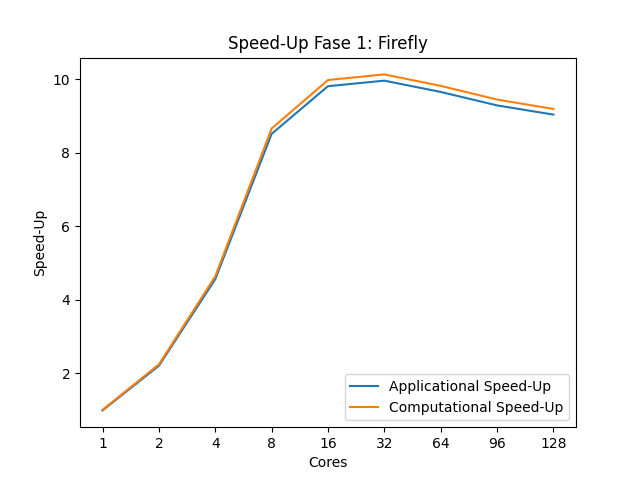 Speed-Up Fase 1: Firefly
Speed-Up
10
8
6
4
2
Applicational Speed-Up
Computational Speed-Up
1 2 4 8 16 32 64 96 128
Cores